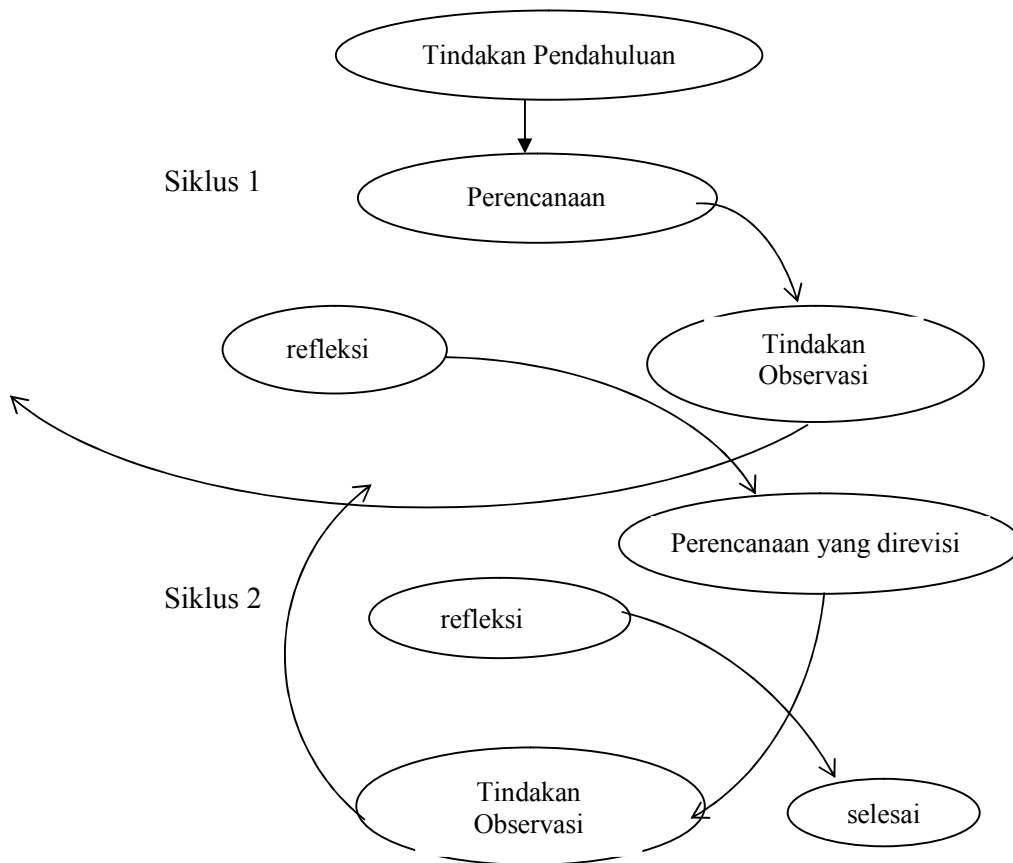 Tindakan Pendahuluan
Siklus 1
Perencanaan
refleksi
Tindakan
Observasi
Perencanaan yang direvisi
Siklus 2
refleksi
Tindakan
Observasi
selesai